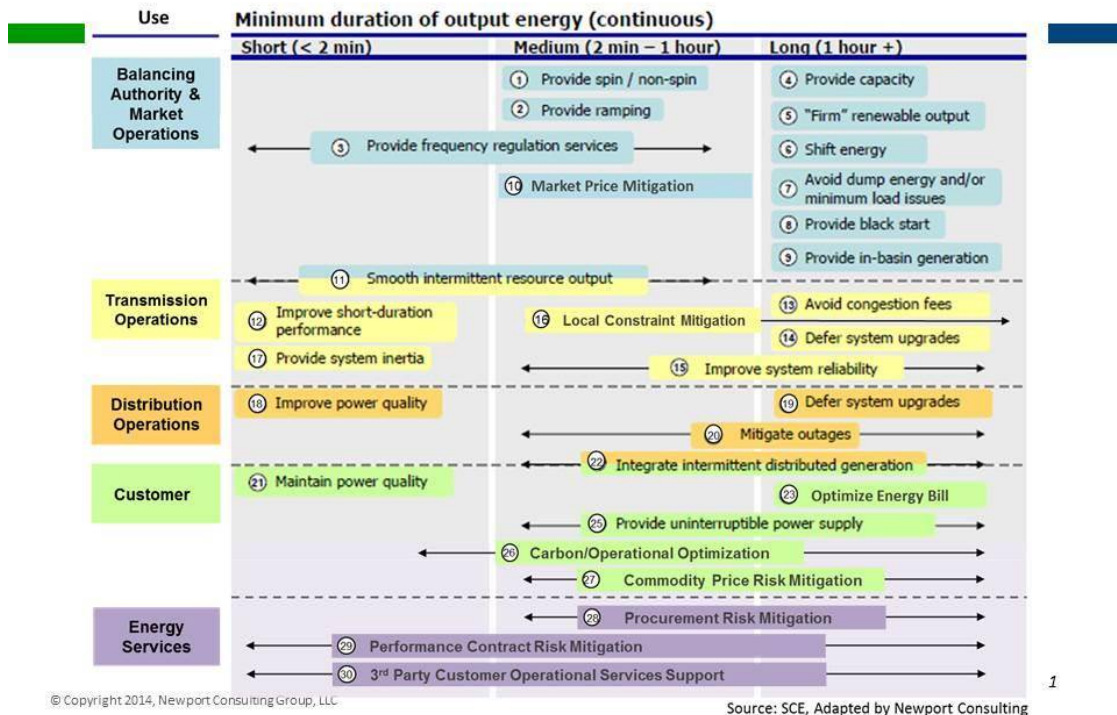 Use
Minimum duration of output energy (continuous)
Short (< 2 min)
Medium (2 min – 1 hour)
Long (1 hour +)
Balancing
Authority &
Market
Operations
1 Provide spin / non-spin
2 Provide ramping
3 Provide frequency regulation services
10 Market Price Mitigation
4 Provide capacity
5 "Firm" renewable output
6 Shift energy
7 Avoid dump energy and/or
minimum load issues
8 Provide black start
9 Provide in-basin generation
11 Smooth intermittent resource output
Transmission
Operations
12 Improve short-duration
performance
17 Provide system inertia
16 Local Constraint Mitigation
13 Avoid congestion fees
14 Defer system upgrades
15 Improve system reliability
Distribution
Operations
18 Improve power quality
19 Defer system upgrades
20 Mitigate outages
22 Integrate intermittent distributed generation
Customer
21 Maintain power quality
23 Optimize Energy Bill
25 Provide uninterruptible power supply
26 Carbon/Operational Optimization
27 Commodity Price Risk Mitigation
Energy
Services
28 Procurement Risk Mitigation
29 Performance Contract Risk Mitigation
30 3rd Party Customer Operational Services Support
1
© Copyright 2014, Newport Consulting Group, LLC
Source: SCE, Adapted by Newport Consulting